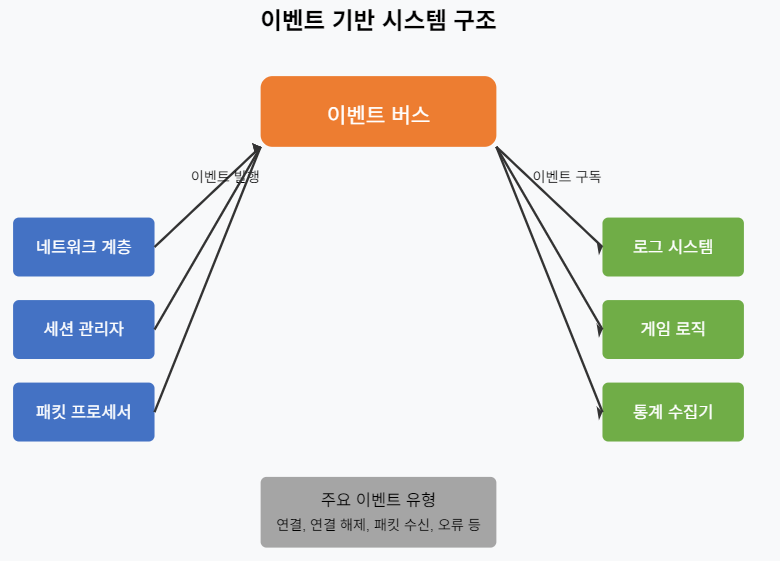 이벤트 기반 시스템 구조
이벤트 버스
이벤트 발행
이벤트 구독
네트워크 계층
로그 시스템
세션 관리자
게임 로직
패킷 프로세서
통계 수집기
주요 이벤트 유형
연결, 연결 해제, 패킷 수신, 오류 등